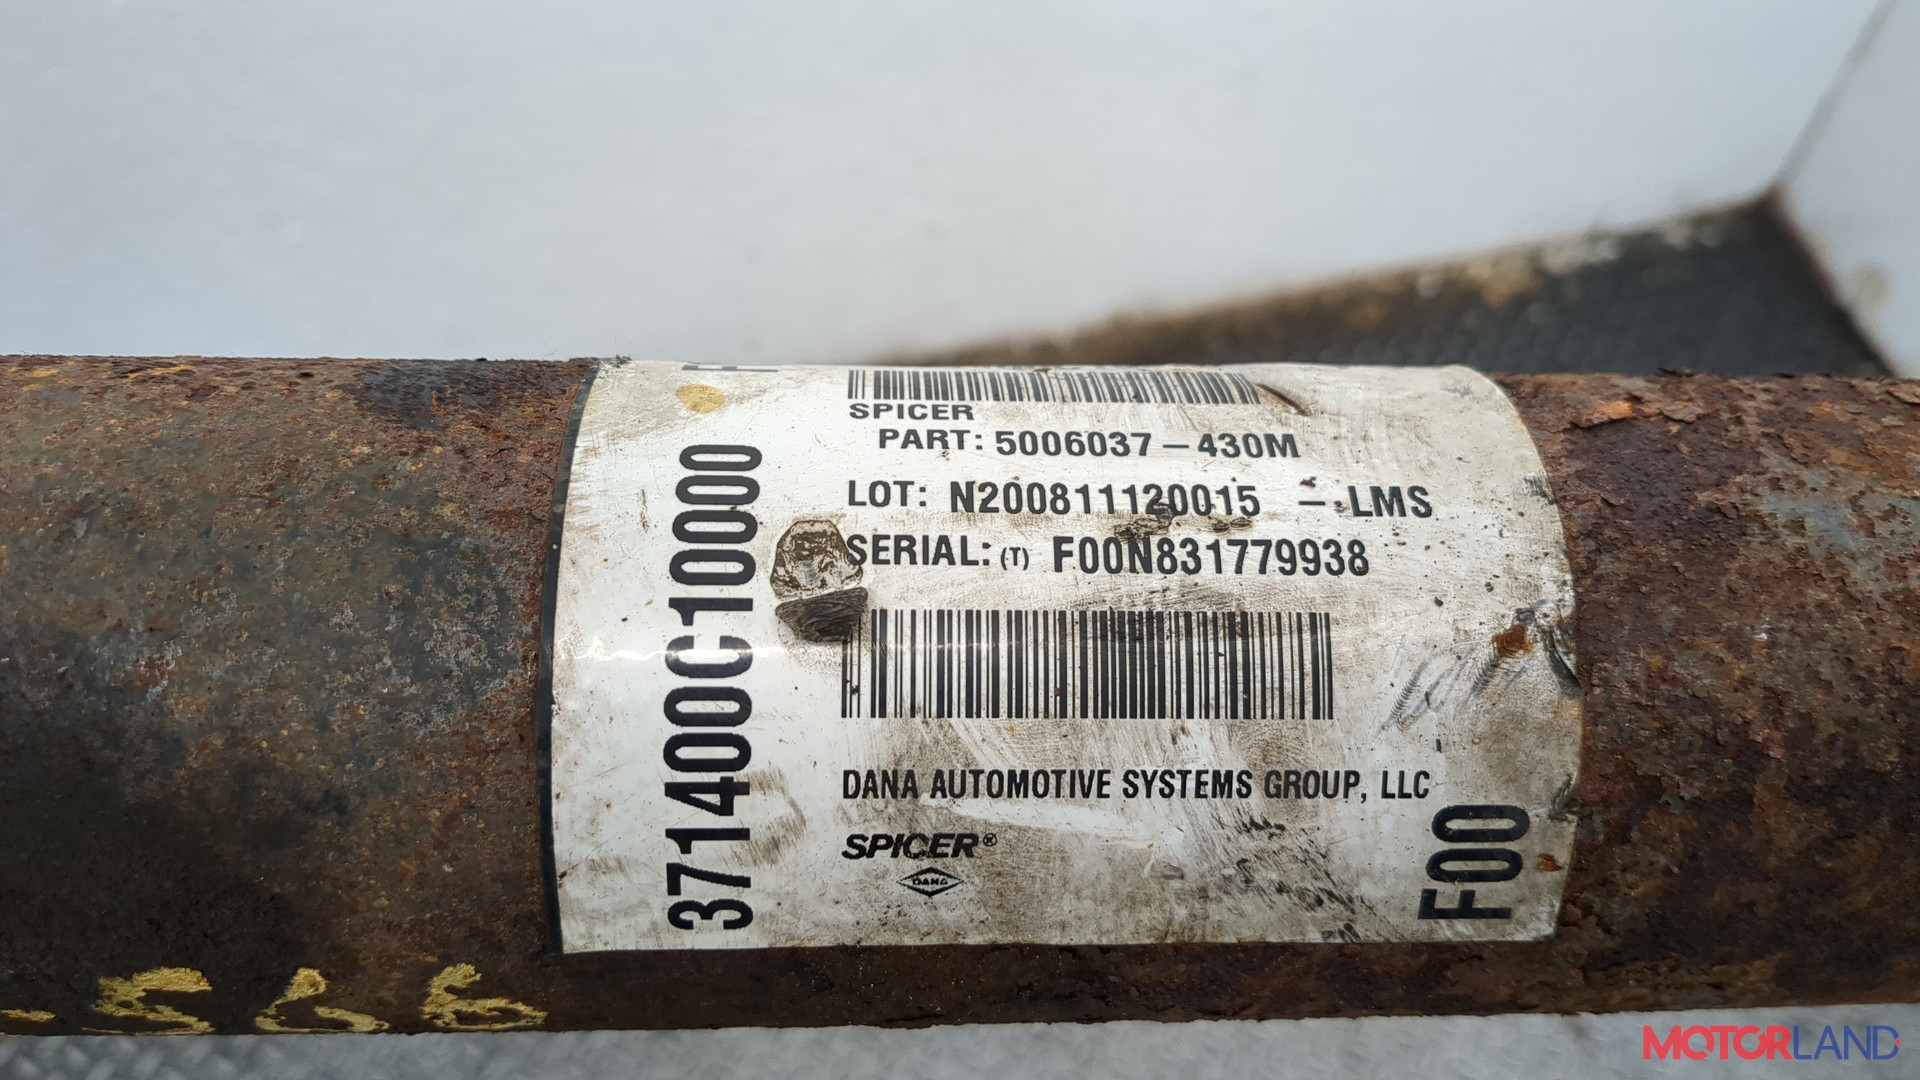 SPICER
PART: 5006037-430M
LOT: N200811120015 - LMS
SERIAL: (T) F00N831779938
DANA AUTOMOTIVE SYSTEMS GROUP, LLC
SPICER®
DANA
371400C10000
F00
MOTORLAND